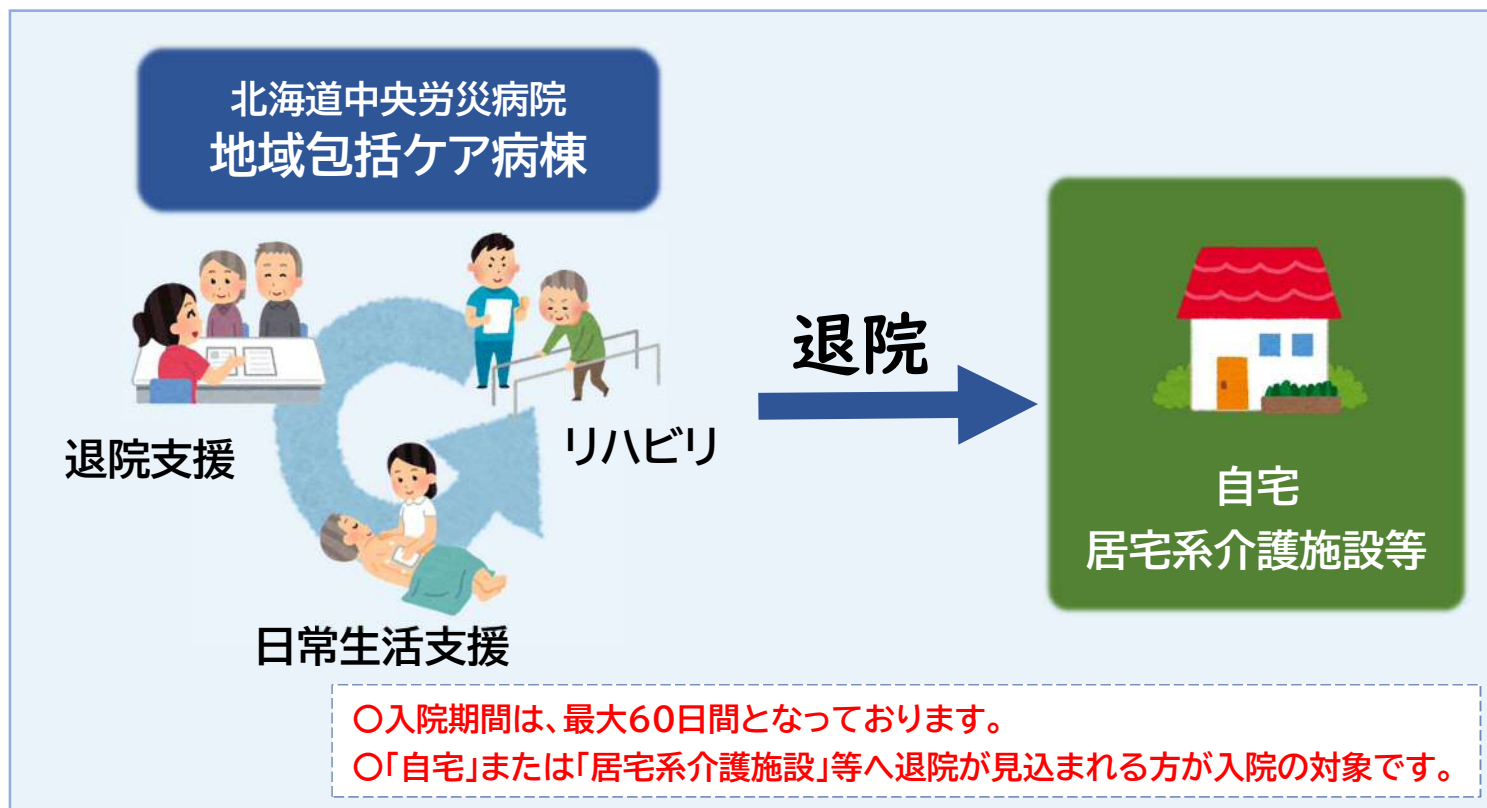 北海道中央労災病院
地域包括ケア病棟
退院支援
リハビリ
日常生活支援
退院
自宅
居宅系介護施設等
〇入院期間は、最大60日間となっております。
〇「自宅」または「居宅系介護施設」等へ退院が見込まれる方が入院の対象です。